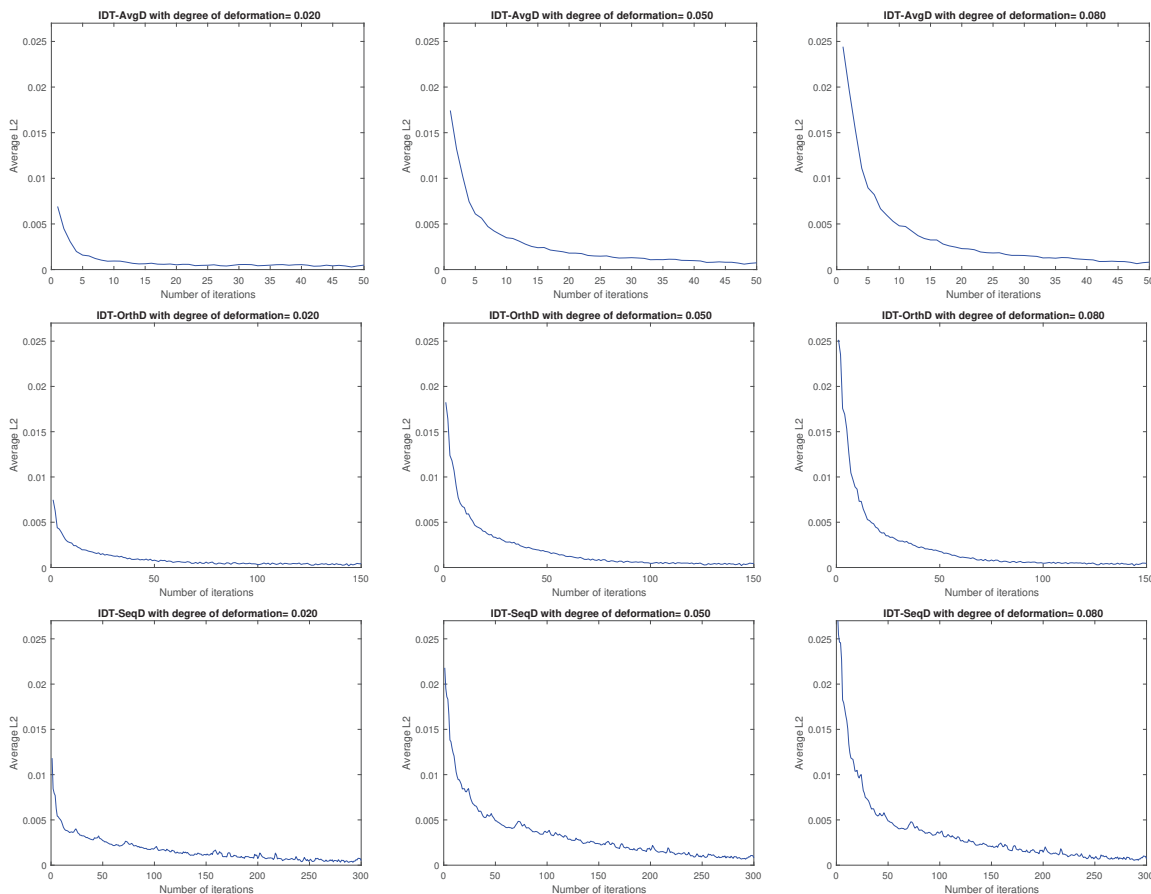 IDT-AvgD with degree of deformation= 0.020
0.025
0.02
0.015
0.01
0.005
0
Average L2
0 5 10 15 20 25 30 35 40 45 50
Number of iterations
IDT-AvgD with degree of deformation= 0.050
0.025
0.02
0.015
0.01
0.005
0
Average L2
0 5 10 15 20 25 30 35 40 45 50
Number of iterations
IDT-AvgD with degree of deformation= 0.080
0.025
0.02
0.015
0.01
0.005
0
Average L2
0 5 10 15 20 25 30 35 40 45 50
Number of iterations
IDT-OrthD with degree of deformation= 0.020
0.025
0.02
0.015
0.01
0.005
0
Average L2
0 50 100 150
Number of iterations
IDT-OrthD with degree of deformation= 0.050
0.025
0.02
0.015
0.01
0.005
0
Average L2
0 50 100 150
Number of iterations
IDT-OrthD with degree of deformation= 0.080
0.025
0.02
0.015
0.01
0.005
0
Average L2
0 50 100 150
Number of iterations
IDT-SeqD with degree of deformation= 0.020
0.025
0.02
0.015
0.01
0.005
0
Average L2
0 50 100 150 200 250 300
Number of iterations
IDT-SeqD with degree of deformation= 0.050
0.025
0.02
0.015
0.01
0.005
0
Average L2
0 50 100 150 200 250 300
Number of iterations
IDT-SeqD with degree of deformation= 0.080
0.025
0.02
0.015
0.01
0.005
0
Average L2
0 50 100 150 200 250 300
Number of iterations